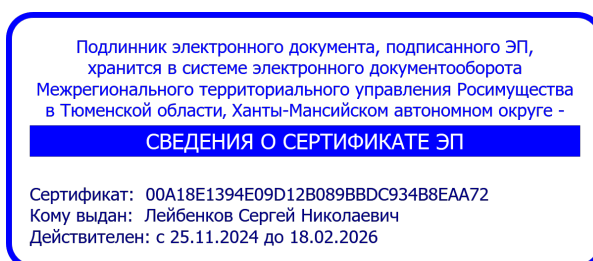 Подлинник электронного документа, подписанного ЭП,
хранится в системе электронного документооборота
Межрегионального территориального управления Росимущества
в Тюменской области, Ханты-Мансийском автономном округе -
СВЕДЕНИЯ О СЕРТИФИКАТЕ ЭП
Сертификат: 00A18E1394E09D12B089BBDC934B8EAA72
Кому выдан: Лейбенков Сергей Николаевич
Действителен: с 25.11.2024 до 18.02.2026